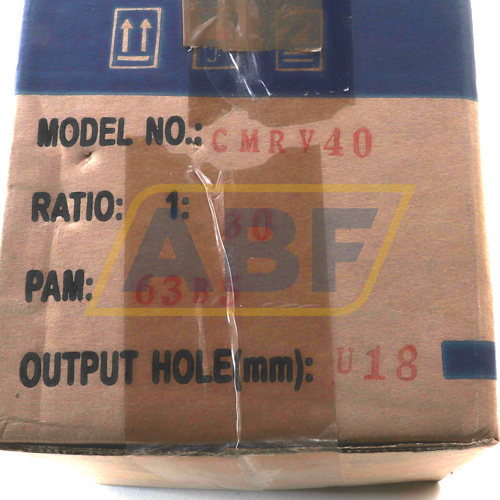 MODEL NO.: CMRV40
RATIO: 1: 30
ABF
PAM: 63B5
OUTPUT HOLE(mm): U18